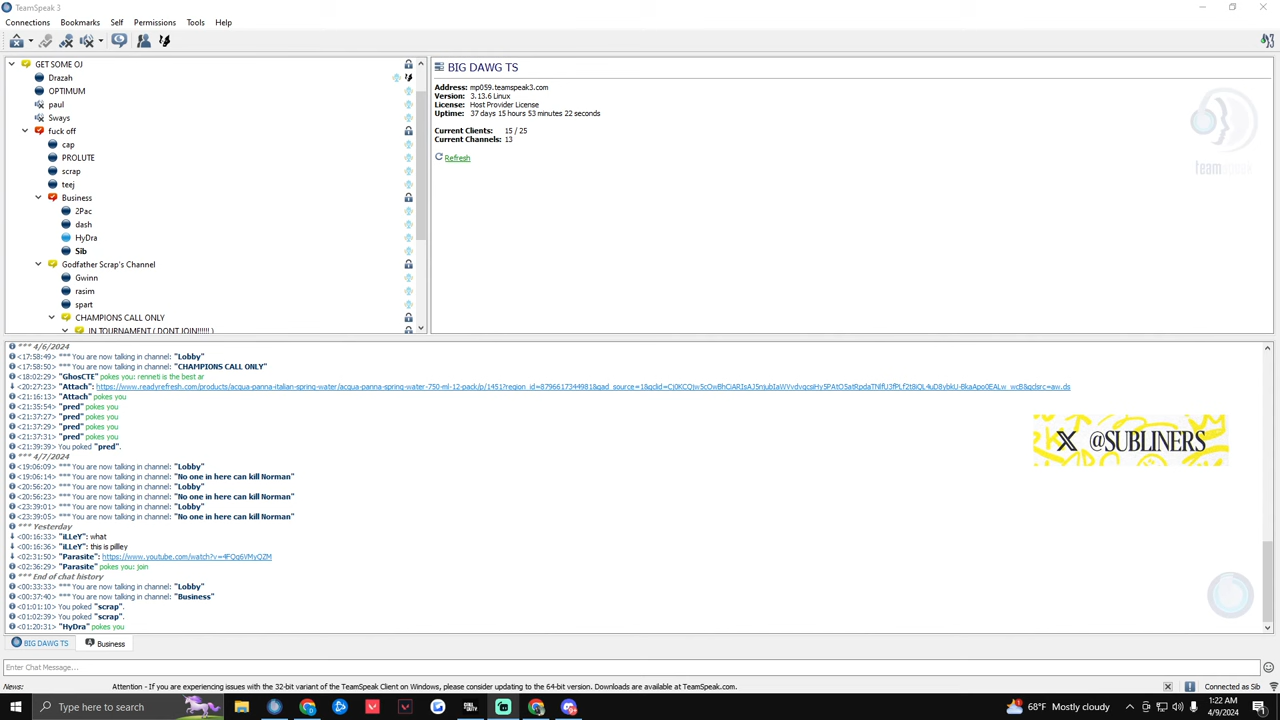 TeamSpeak 3
Connections Bookmarks Self Permissions Tools Help
GET SOME OJ
Drazah
OPTIMUM
paul
Sways
fuck off
cap
PROLUTE
scrap
teej
Business
2Pac
dash
HyDra
Sib
Godfather Scrap's Channel
Gwinn
rasim
spart
CHAMPIONS CALL ONLY
IN TOURNAMENT ( DONT JOIN!!!!!! )
BIG DAWG TS
Address: mp059.teamspeak3.com
Version: 3.13.6 Linux
License: Host Provider License
Uptime: 37 days 15 hours 53 minutes 22 seconds
Current Clients: 15 / 25
Current Channels: 13
Refresh
teamspeak
*** 4/6/2024
<17:58:49> *** You are now talking in channel: "Lobby"
<17:58:50> *** You are now talking in channel: "CHAMPIONS CALL ONLY"
<18:02:29> "GhosCTE" pokes you: renneti is the best ar
<20:27:23> "Attach":
<21:16:13> "Attach" pokes you
<21:35:54> "pred" pokes you
<21:37:27> "pred" pokes you
<21:37:29> "pred" pokes you
<21:37:31> "pred" pokes you
<21:39:39> You poked "pred".
*** 4/7/2024
<19:06:09> *** You are now talking in channel: "Lobby"
<19:06:14> *** You are now talking in channel: "No one in here can kill Norman"
<20:56:20> *** You are now talking in channel: "Lobby"
<20:56:23> *** You are now talking in channel: "No one in here can kill Norman"
<23:39:01> *** You are now talking in channel: "Lobby"
<23:39:05> *** You are now talking in channel: "No one in here can kill Norman"
*** Yesterday
<00:16:33> "iLLeY": what
<00:16:36> "iLLeY": this is pilley
<02:31:50> "Parasite":
<02:36:29> "Parasite" pokes you: join
*** End of chat history
<00:33:33> *** You are now talking in channel: "Lobby"
<00:37:40> *** You are now talking in channel: "Business"
<01:01:10> You poked "scrap".
<01:02:39> You poked "scrap".
<01:20:31> "HyDra" pokes you
X @SUBLINERS
BIG DAWG TS Business
Enter Chat Message...
News: Attention - If you are experiencing issues with the 32-bit variant of the TeamSpeak Client on Windows, please consider updating to the 64-bit version. Downloads are available at TeamSpeak.com. Connected as Sib
Type here to search
68°F Mostly cloudy
1:22 AM
4/9/2024